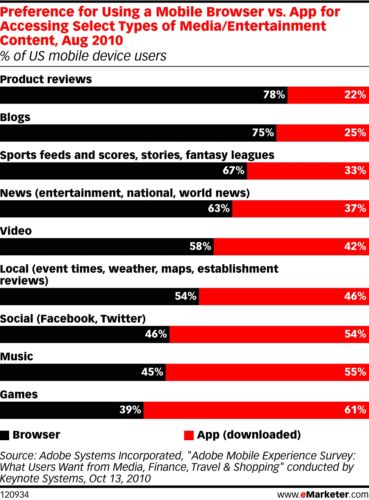 Preference for Using a Mobile Browser vs. App for
Accessing Select Types of Media/Entertainment
Content, Aug 2010
% of US mobile device users
Product reviews
78% 22%
Blogs
75% 25%
Sports feeds and scores, stories, fantasy leagues
67% 33%
News (entertainment, national, world news)
63% 37%
Video
58% 42%
Local (event times, weather, maps, establishment
reviews)
54% 46%
Social (Facebook, Twitter)
46% 54%
Music
45% 55%
Games
39% 61%
Browser App (downloaded)
Source: Adobe Systems Incorporated, "Adobe Mobile Experience Survey:
What Users Want from Media, Finance, Travel & Shopping" conducted by
Keynote Systems, Oct 13, 2010
120934 www.eMarketer.com